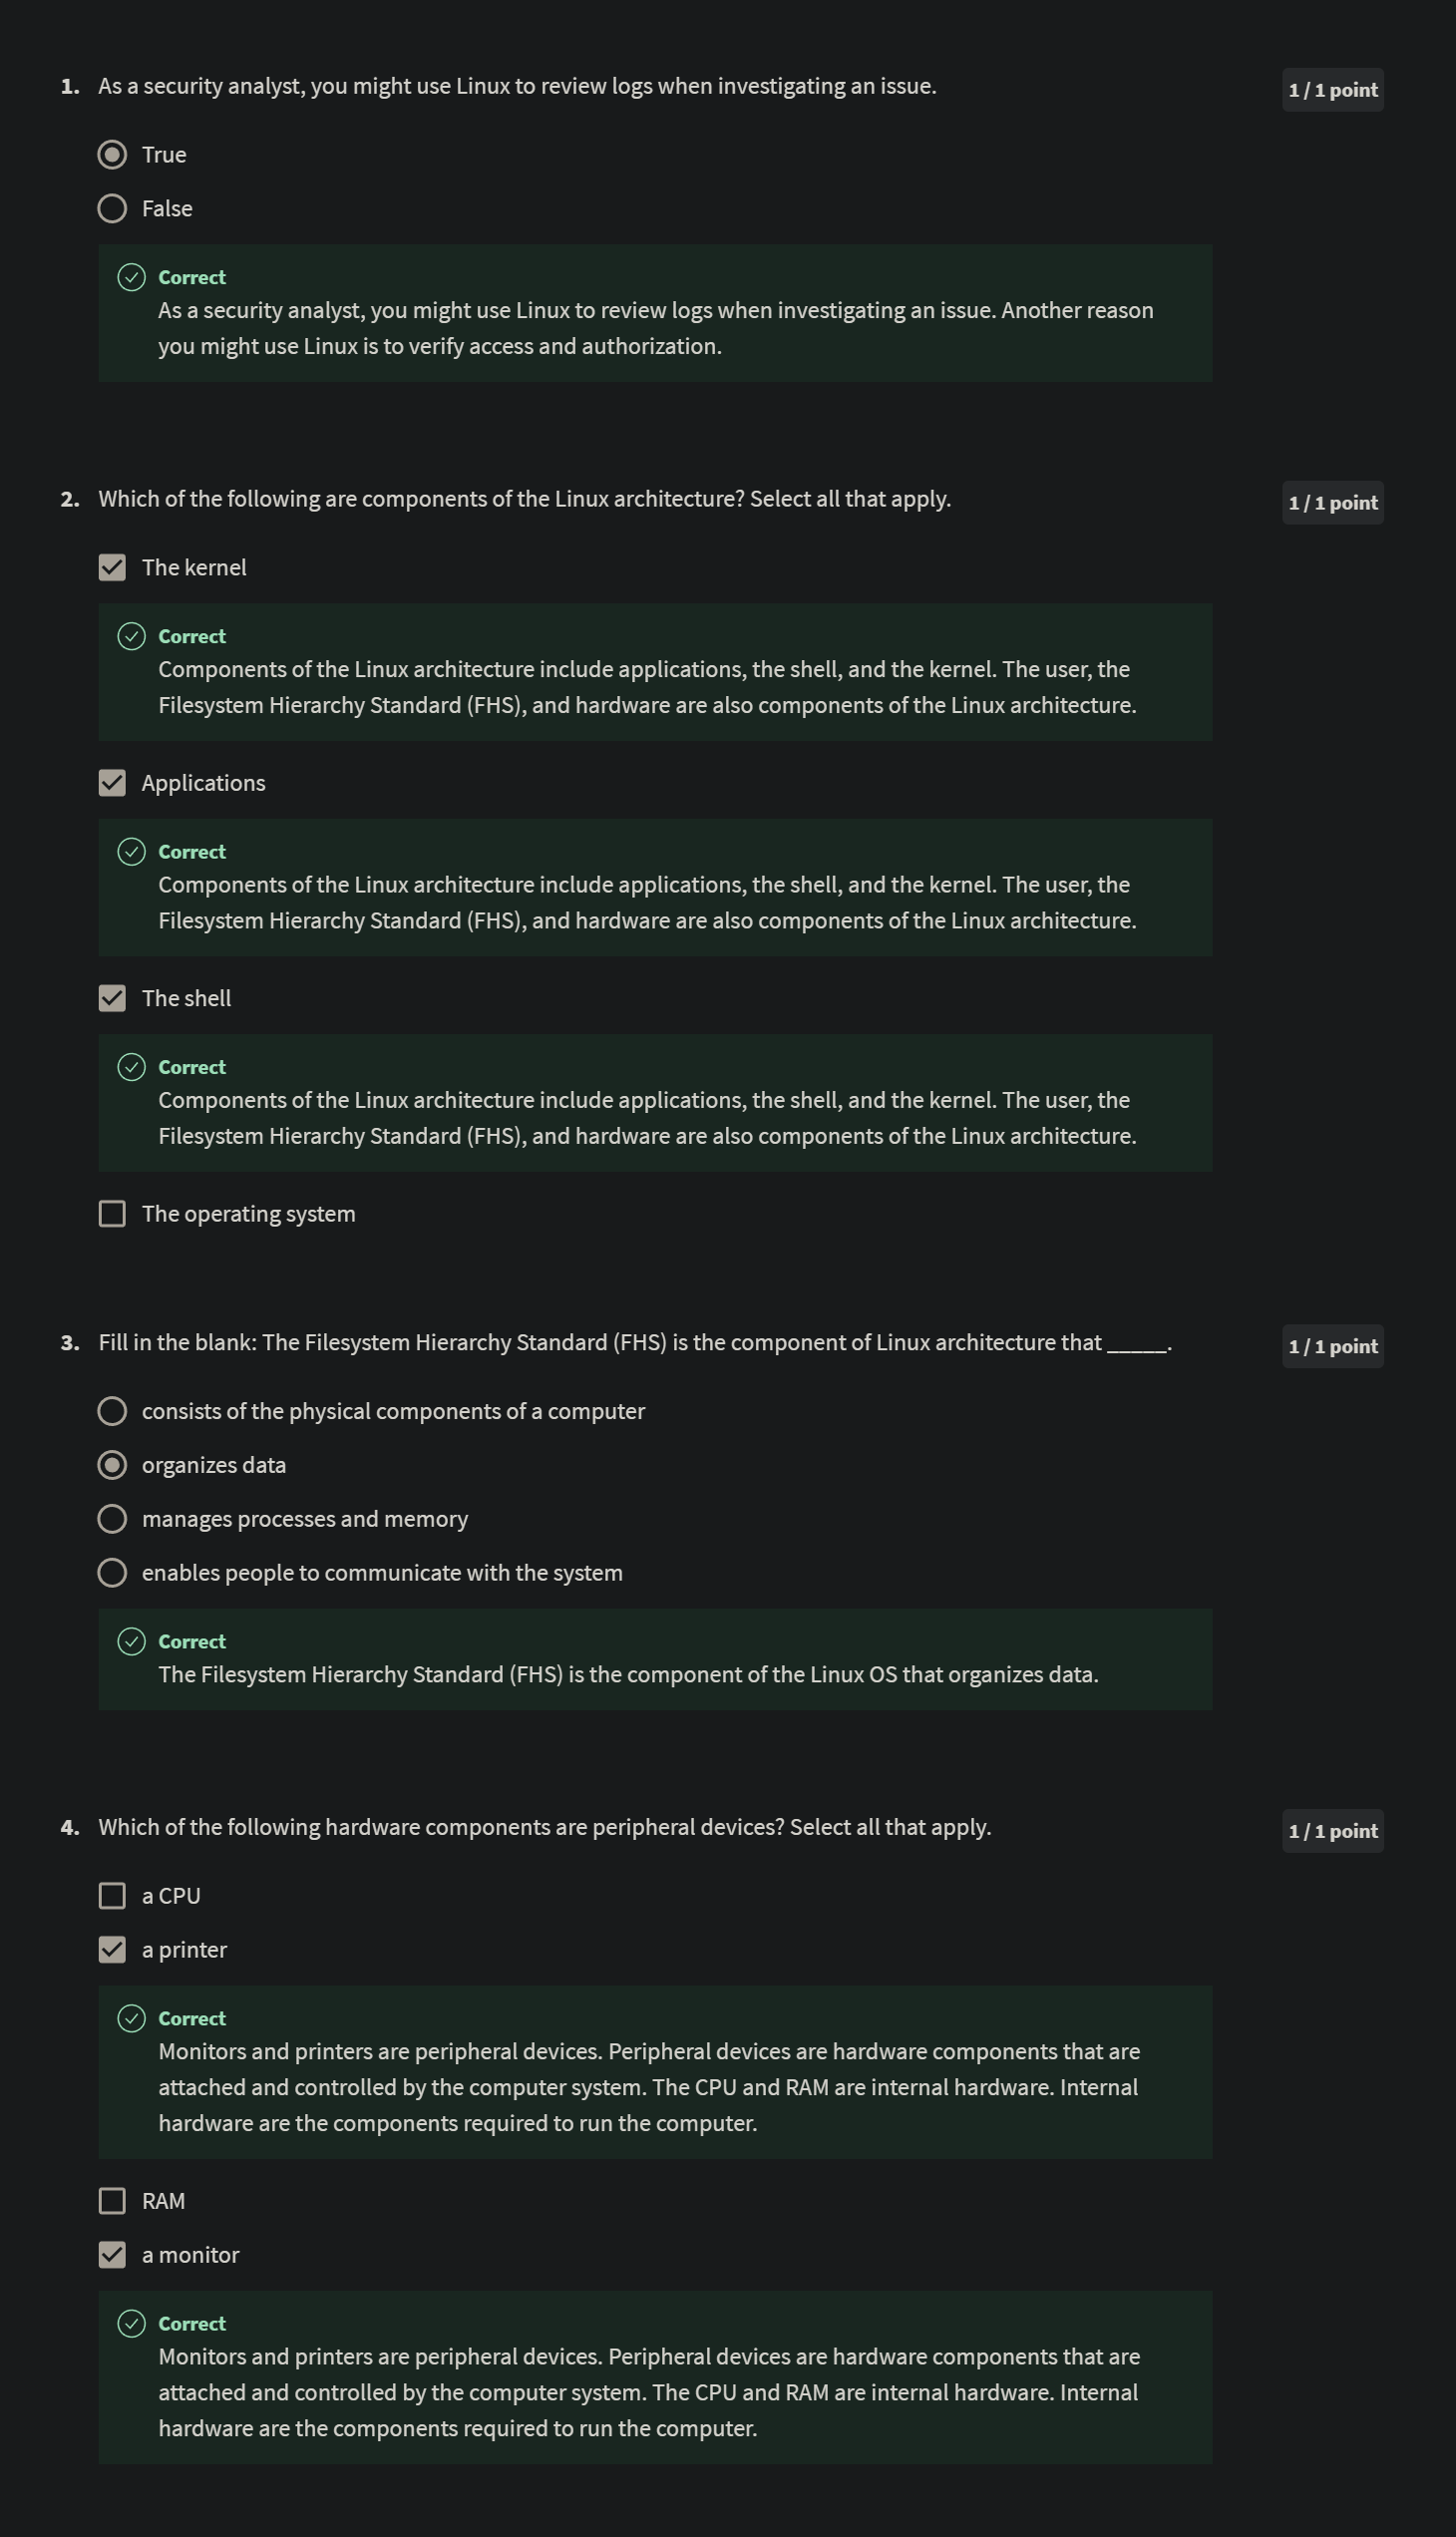 1. As a security analyst, you might use Linux to review logs when investigating an issue.
1 / 1 point
True
False
Correct
As a security analyst, you might use Linux to review logs when investigating an issue. Another reason
you might use Linux is to verify access and authorization.
2. Which of the following are components of the Linux architecture? Select all that apply.
1 / 1 point
The kernel
Correct
Components of the Linux architecture include applications, the shell, and the kernel. The user, the
Filesystem Hierarchy Standard (FHS), and hardware are also components of the Linux architecture.
Applications
Correct
Components of the Linux architecture include applications, the shell, and the kernel. The user, the
Filesystem Hierarchy Standard (FHS), and hardware are also components of the Linux architecture.
The shell
Correct
Components of the Linux architecture include applications, the shell, and the kernel. The user, the
Filesystem Hierarchy Standard (FHS), and hardware are also components of the Linux architecture.
The operating system
3. Fill in the blank: The Filesystem Hierarchy Standard (FHS) is the component of Linux architecture that _____.
1 / 1 point
consists of the physical components of a computer
organizes data
manages processes and memory
enables people to communicate with the system
Correct
The Filesystem Hierarchy Standard (FHS) is the component of the Linux OS that organizes data.
4. Which of the following hardware components are peripheral devices? Select all that apply.
1 / 1 point
a CPU
a printer
Correct
Monitors and printers are peripheral devices. Peripheral devices are hardware components that are
attached and controlled by the computer system. The CPU and RAM are internal hardware. Internal
hardware are the components required to run the computer.
RAM
a monitor
Correct
Monitors and printers are peripheral devices. Peripheral devices are hardware components that are
attached and controlled by the computer system. The CPU and RAM are internal hardware. Internal
hardware are the components required to run the computer.